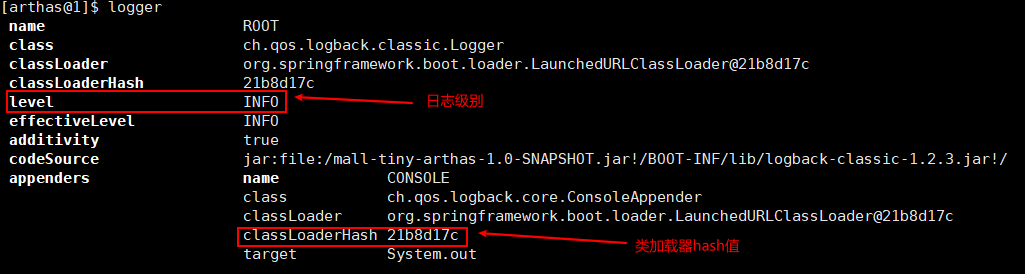 [arthas@1]$ logger
name ROOT
class ch.qos.logback.classic.Logger
classLoader org.springframework.boot.loader.LaunchedURLClassLoader@21b8d17c
classLoaderHash 21b8d17c
level INFO 日志级别
effectiveLevel INFO
additivity true
codeSource jar:file:/mall-tiny-arthas-1.0-SNAPSHOT.jar!/BOOT-INF/lib/logback-classic-1.2.3.jar!/
appenders name CONSOLE
class ch.qos.logback.core.ConsoleAppender
classLoader org.springframework.boot.loader.LaunchedURLClassLoader@21b8d17c
classLoaderHash 21b8d17c 类加载器hash值
target System.out